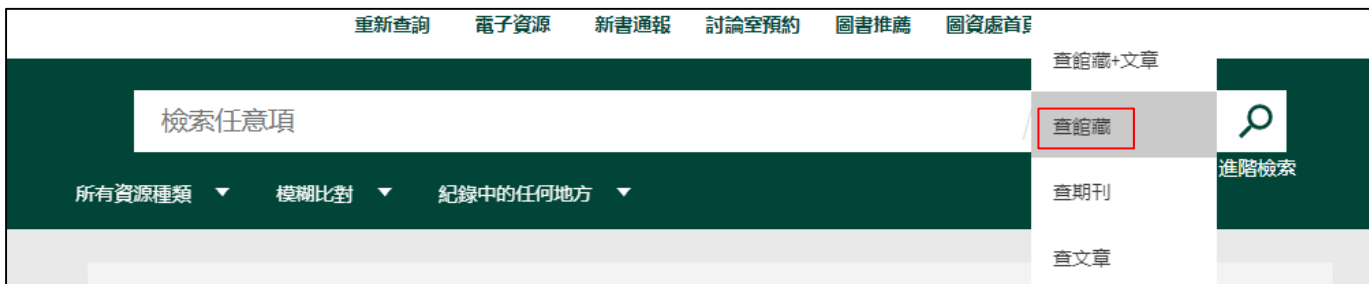 重新查詢 電子資源 新書通報 討論室預約 圖書推薦 圖資處首頁
查館藏+文章
檢索任意項
查館藏
進階檢索
所有資源種類 ▼ 模糊比對 ▼ 紀錄中的任何地方 ▼
查期刊
查文章